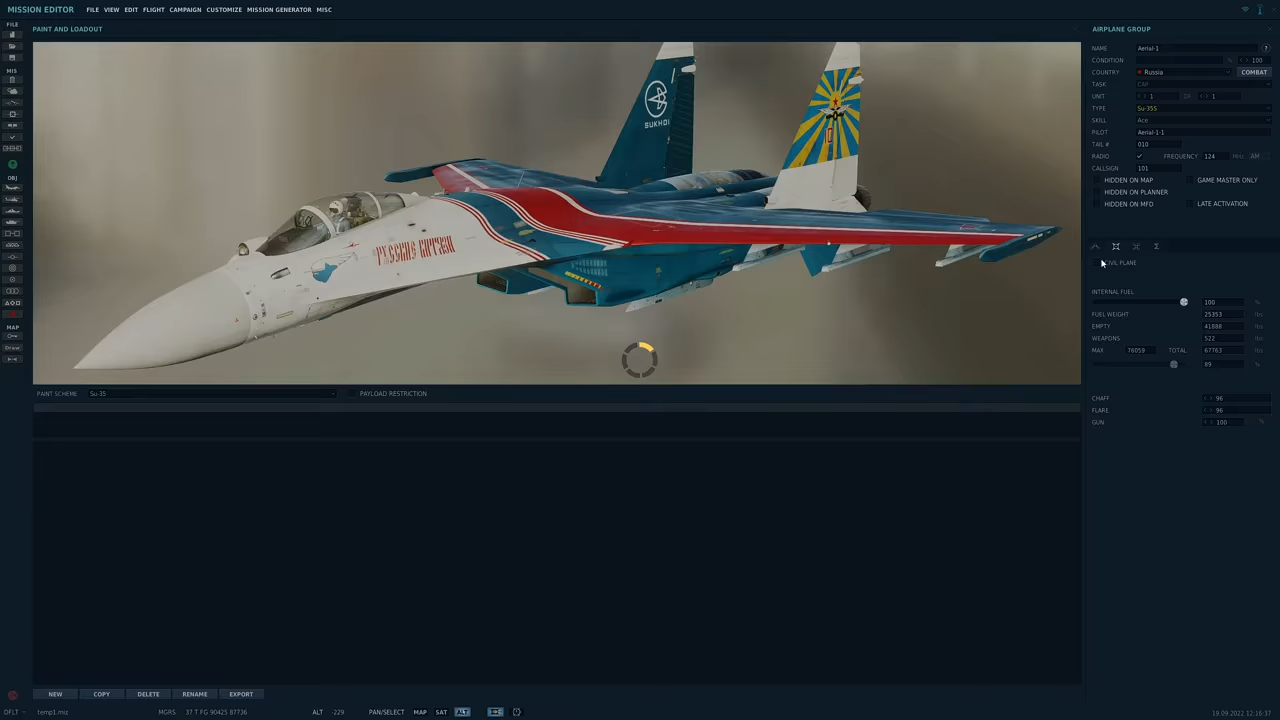 MISSION EDITOR FILE VIEW EDIT FLIGHT CAMPAIGN CUSTOMIZE MISSION GENERATOR MISC
FILE
MIS
OBJ
MAP
Draw
PAINT AND LOADOUT
SUKHOI
PAINT SCHEME Su-35 PAYLOAD RESTRICTION
NEW COPY DELETE RENAME EXPORT
AIRPLANE GROUP
NAME Aerial-1 ?
CONDITION % 100
COUNTRY Russia COMBAT
TASK CAP
UNIT 1 OF 1
TYPE Su-35S
SKILL Ace
PILOT Aerial-1-1
TAIL # 010
RADIO FREQUENCY 124 MHz AM
CALLSIGN 101
HIDDEN ON MAP GAME MASTER ONLY
HIDDEN ON PLANNER
HIDDEN ON MFD LATE ACTIVATION
CIVIL PLANE
INTERNAL FUEL
100 %
FUEL WEIGHT 25353 lbs
EMPTY 41888 lbs
WEAPONS 522 lbs
MAX 76059 TOTAL 67763 lbs
89 %
CHAFF 96
FLARE 96
GUN 100 %
DFLT temp1.miz MGRS 37 T FG 90425 87736 ALT -229 PAN/SELECT MAP SAT ALT 19.09.2022 12:16:37